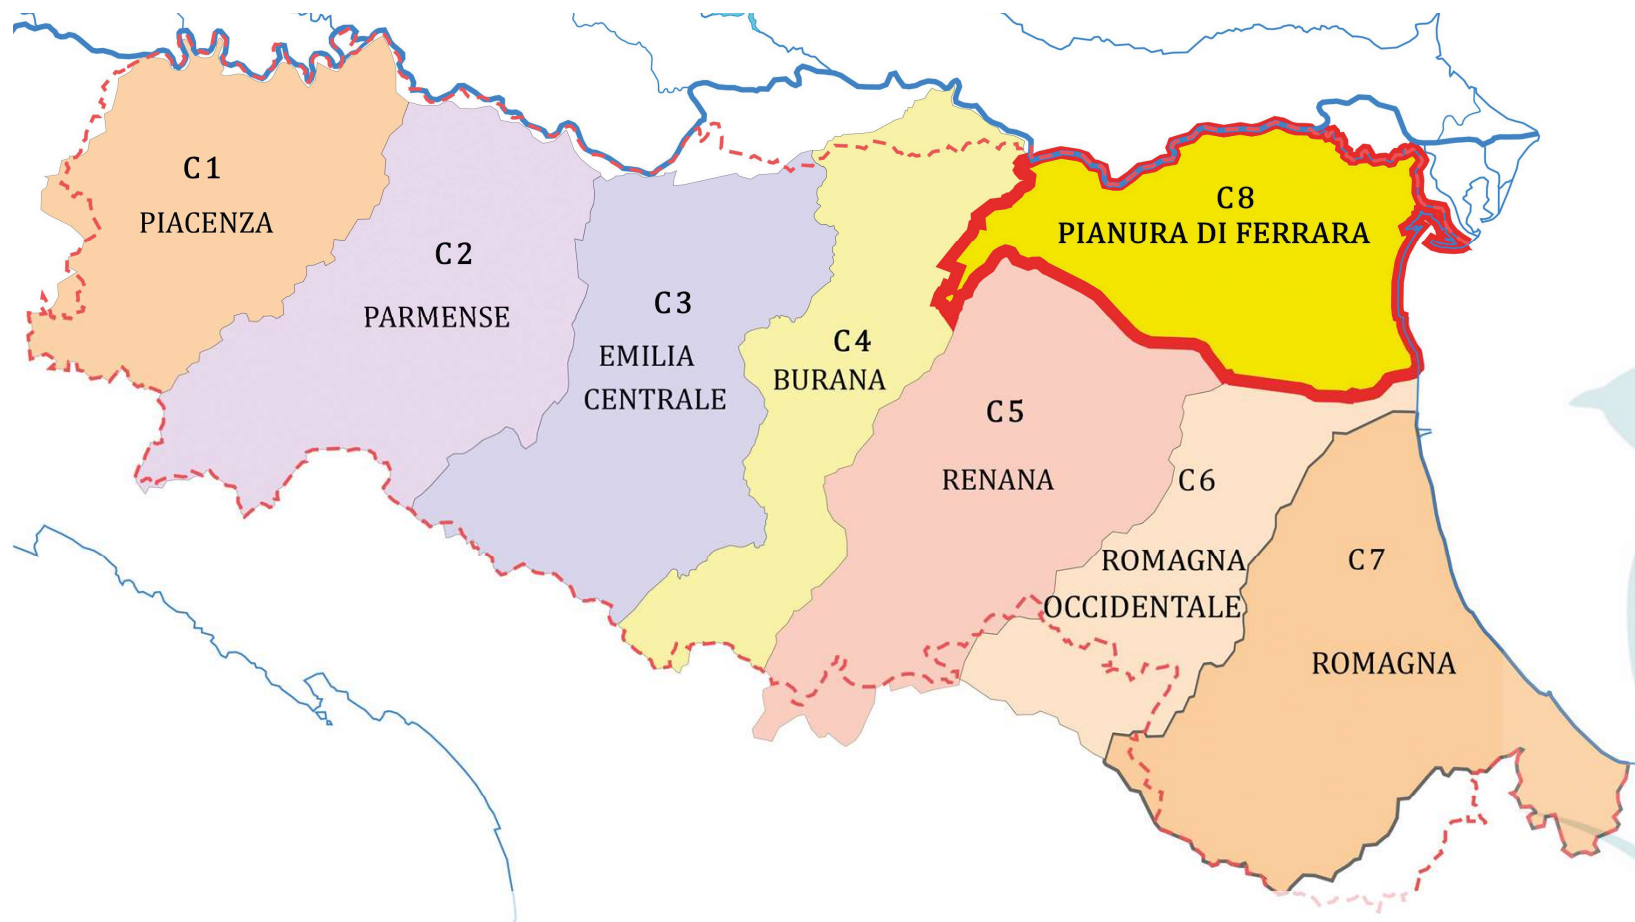 C1
PIACENZA
C2
PARMENSE
C3
EMILIA
CENTRALE
C4
BURANA
C5
RENANA
C6
ROMAGNA
OCCIDENTALE
C7
ROMAGNA
C8
PIANURA DI FERRARA